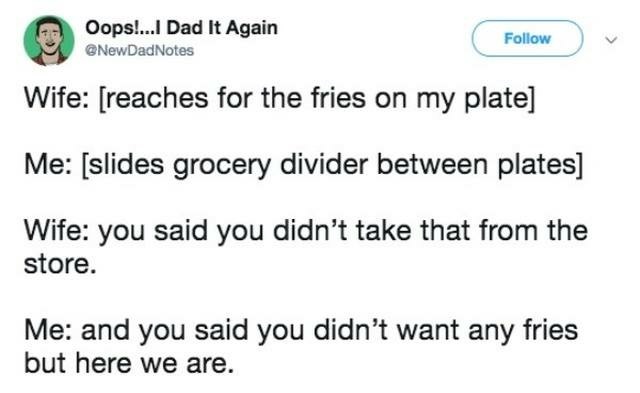 Oops!...I Dad It Again
@NewDadNotes
Follow
Wife: [reaches for the fries on my plate]
Me: [slides grocery divider between plates]
Wife: you said you didn’t take that from the
store.
Me: and you said you didn’t want any fries
but here we are.